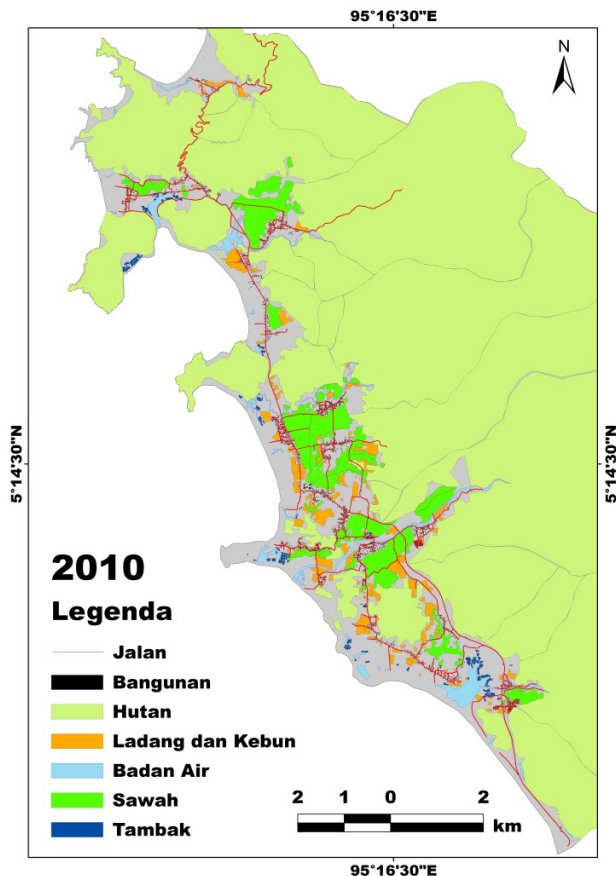 95°16'30"E
N
5°14'30"N
5°14'30"N
2010
Legenda
Jalan
Bangunan
Hutan
Ladang dan Kebun
Badan Air
Sawah
Tambak
2 1 0 2
km
95°16'30"E